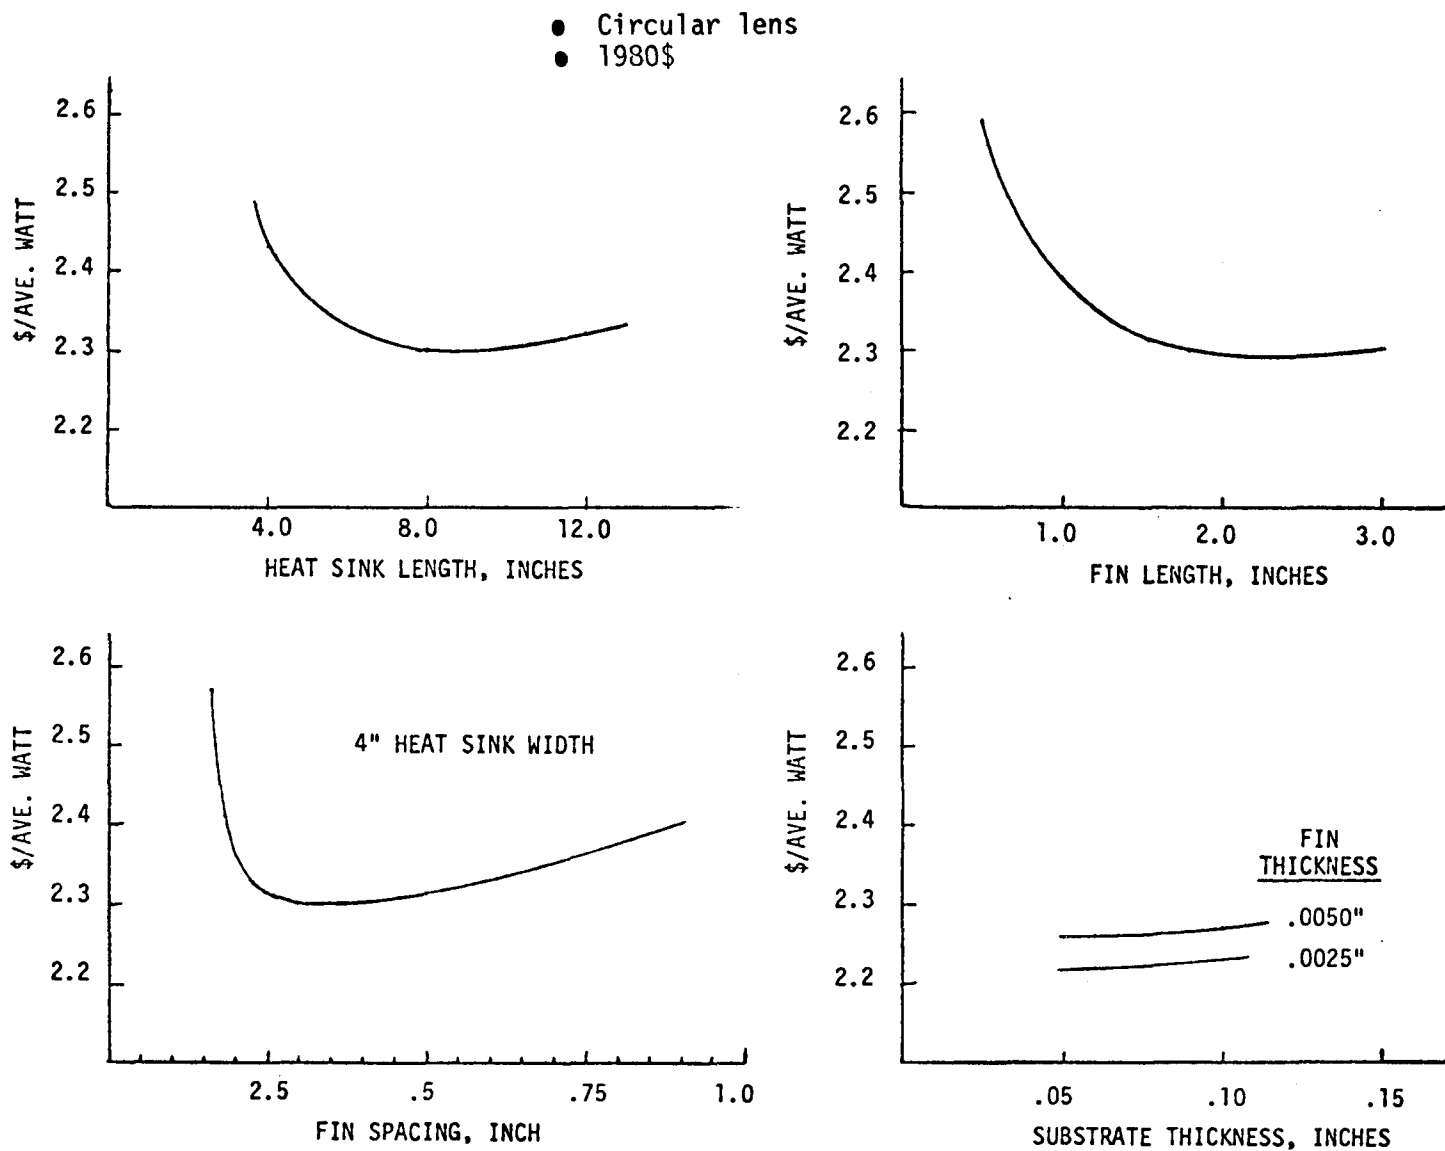 • Circular lens
• 1980$
2.6
2.5
2.4
2.3
2.2
$/AVE. WATT
4.0 8.0 12.0
HEAT SINK LENGTH, INCHES
2.6
2.5
2.4
2.3
2.2
$/AVE. WATT
1.0 2.0 3.0
FIN LENGTH, INCHES
2.6
2.5
2.4
2.3
2.2
$/AVE. WATT
4" HEAT SINK WIDTH
2.5 .5 .75 1.0
FIN SPACING, INCH
2.6
2.5
2.4
2.3
2.2
$/AVE. WATT
FIN
THICKNESS
.0050"
.0025"
.05 .10 .15
SUBSTRATE THICKNESS, INCHES